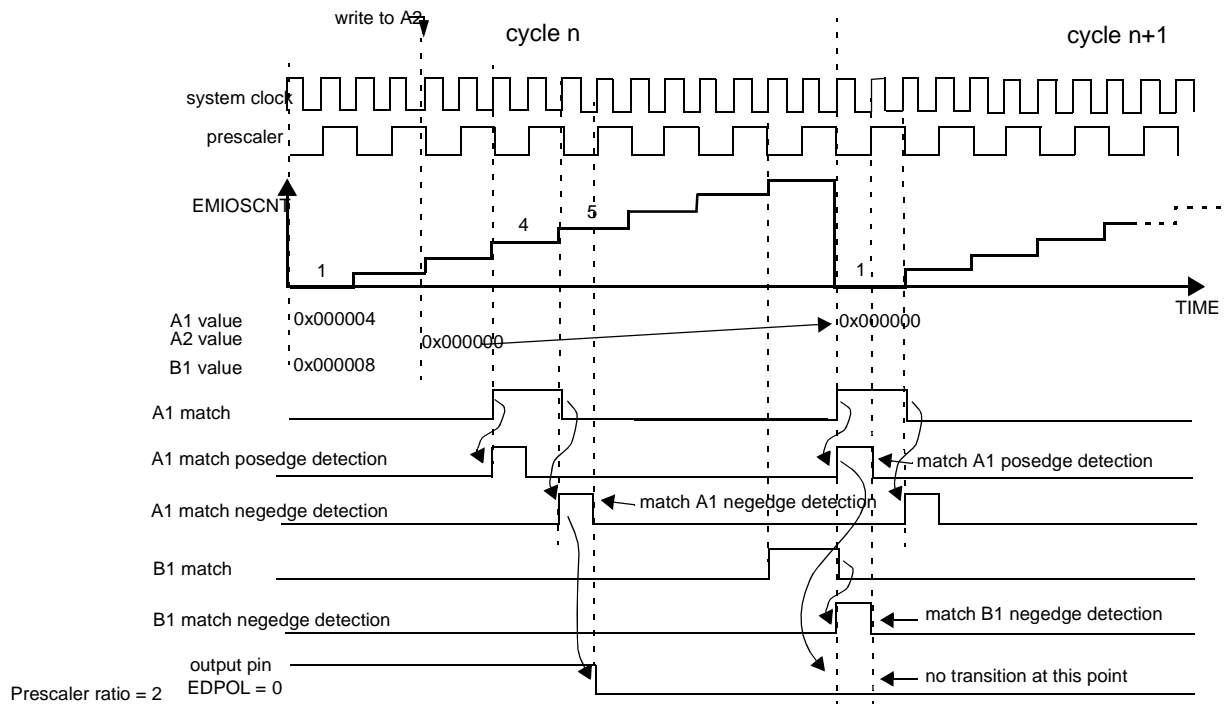 write to A2
cycle n
cycle n+1
system clock
prescaler
EMIOSCNT
4
5
1
1
TIME
A1 value
0x000004
0x000000
A2 value
0x000000
B1 value
0x000008
A1 match
A1 match posedge detection
match A1 posedge detection
A1 match negedge detection
match A1 negedge detection
B1 match
B1 match negedge detection
match B1 negedge detection
output pin
EDPOL = 0
no transition at this point
Prescaler ratio = 2